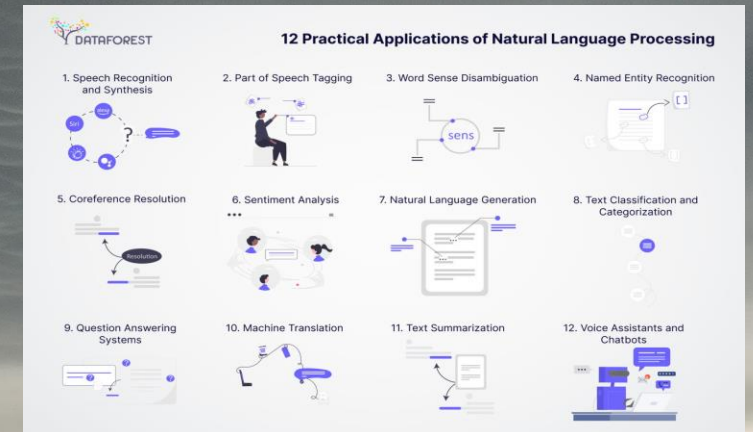 DATAFOREST
12 Practical Applications of Natural Language Processing
1. Speech Recognition
and Synthesis
2. Part of Speech Tagging
3. Word Sense Disambiguation
4. Named Entity Recognition
Siri
?
sens
[ ]
5. Coreference Resolution
6. Sentiment Analysis
7. Natural Language Generation
8. Text Classification and
Categorization
Resolution
9. Question Answering
Systems
10. Machine Translation
11. Text Summarization
12. Voice Assistants and
Chatbots
?
?
?